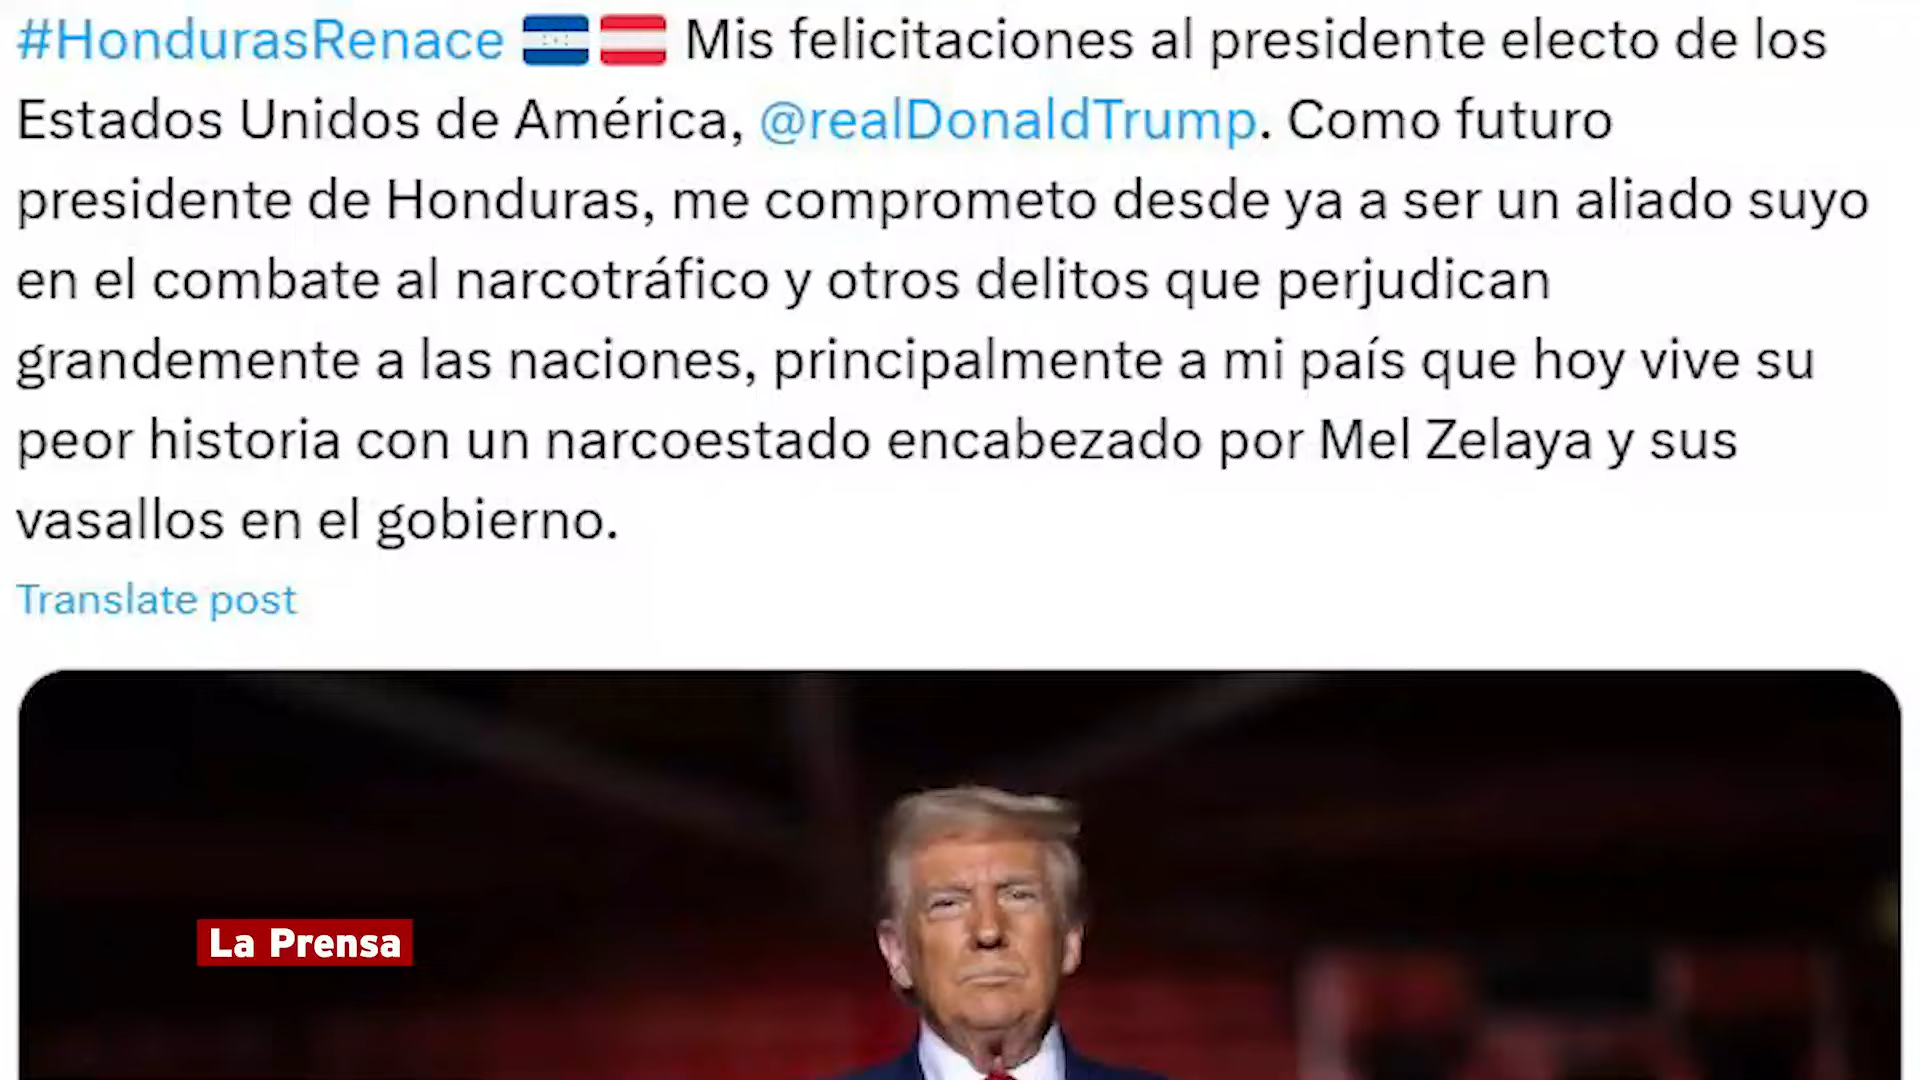 #HondurasRenace 🇭🇳🇦🇹 Mis felicitaciones al presidente electo de los
Estados Unidos de América, @realDonaldTrump. Como futuro
presidente de Honduras, me comprometo desde ya a ser un aliado suyo
en el combate al narcotráfico y otros delitos que perjudican
grandemente a las naciones, principalmente a mi país que hoy vive su
peor historia con un narcoestado encabezado por Mel Zelaya y sus
vasallos en el gobierno.
Translate post
La Prensa